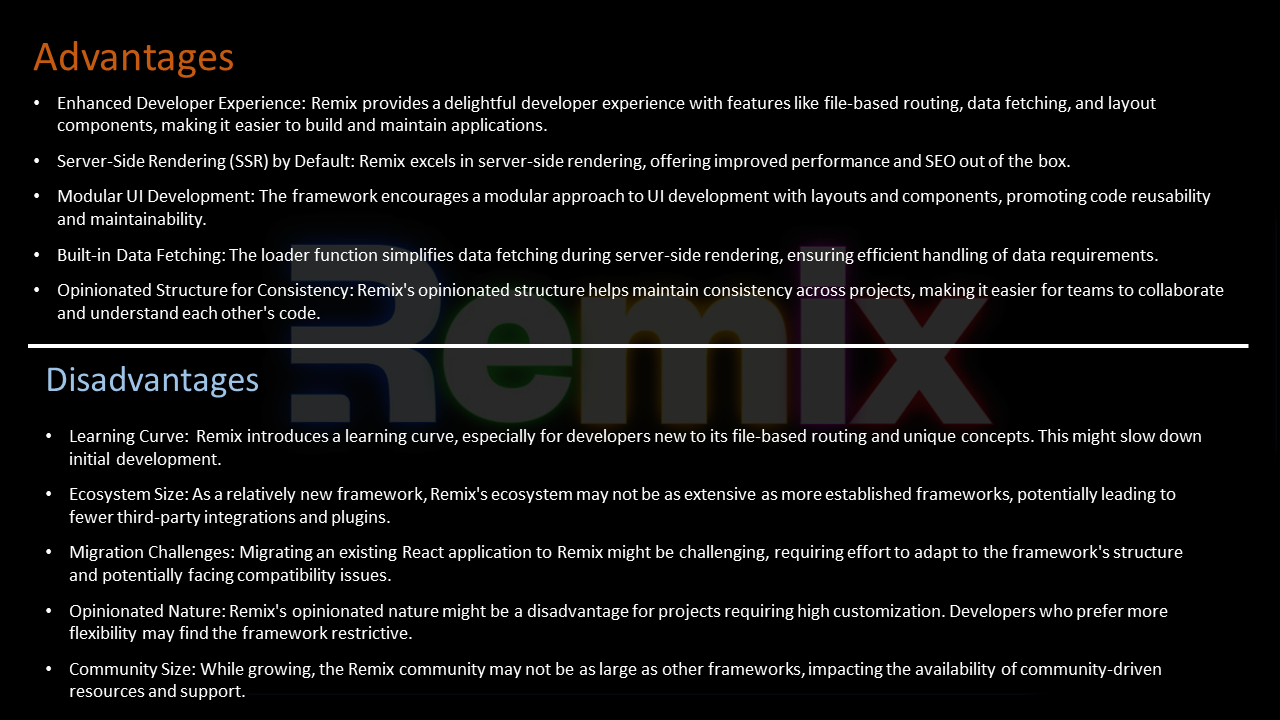 Advantages
• Enhanced Developer Experience: Remix provides a delightful developer experience with features like file-based routing, data fetching, and layout
components, making it easier to build and maintain applications.
• Server-Side Rendering (SSR) by Default: Remix excels in server-side rendering, offering improved performance and SEO out of the box.
• Modular UI Development: The framework encourages a modular approach to UI development with layouts and components, promoting code reusability
and maintainability.
• Built-in Data Fetching: The loader function simplifies data fetching during server-side rendering, ensuring efficient handling of data requirements.
• Opinionated Structure for Consistency: Remix's opinionated structure helps maintain consistency across projects, making it easier for teams to collaborate
and understand each other's code.
Remix
Disadvantages
• Learning Curve: Remix introduces a learning curve, especially for developers new to its file-based routing and unique concepts. This might slow down
initial development.
• Ecosystem Size: As a relatively new framework, Remix's ecosystem may not be as extensive as more established frameworks, potentially leading to
fewer third-party integrations and plugins.
• Migration Challenges: Migrating an existing React application to Remix might be challenging, requiring effort to adapt to the framework's structure
and potentially facing compatibility issues.
• Opinionated Nature: Remix's opinionated nature might be a disadvantage for projects requiring high customization. Developers who prefer more
flexibility may find the framework restrictive.
• Community Size: While growing, the Remix community may not be as large as other frameworks, impacting the availability of community-driven
resources and support.